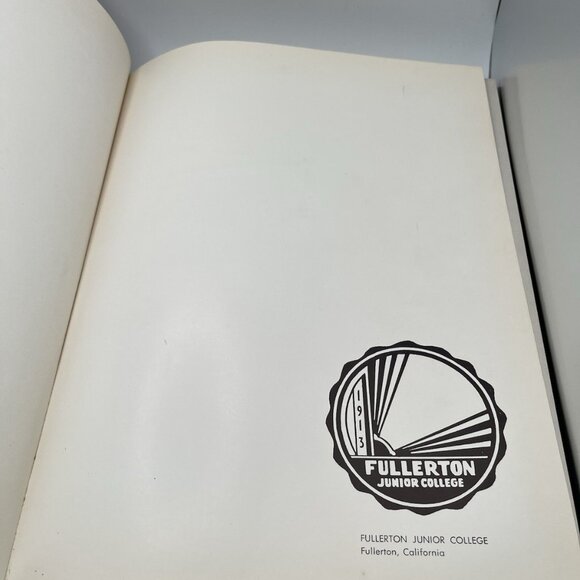 1913
FULLERTON
JUNIOR COLLEGE
FULLERTON JUNIOR COLLEGE
Fullerton, California